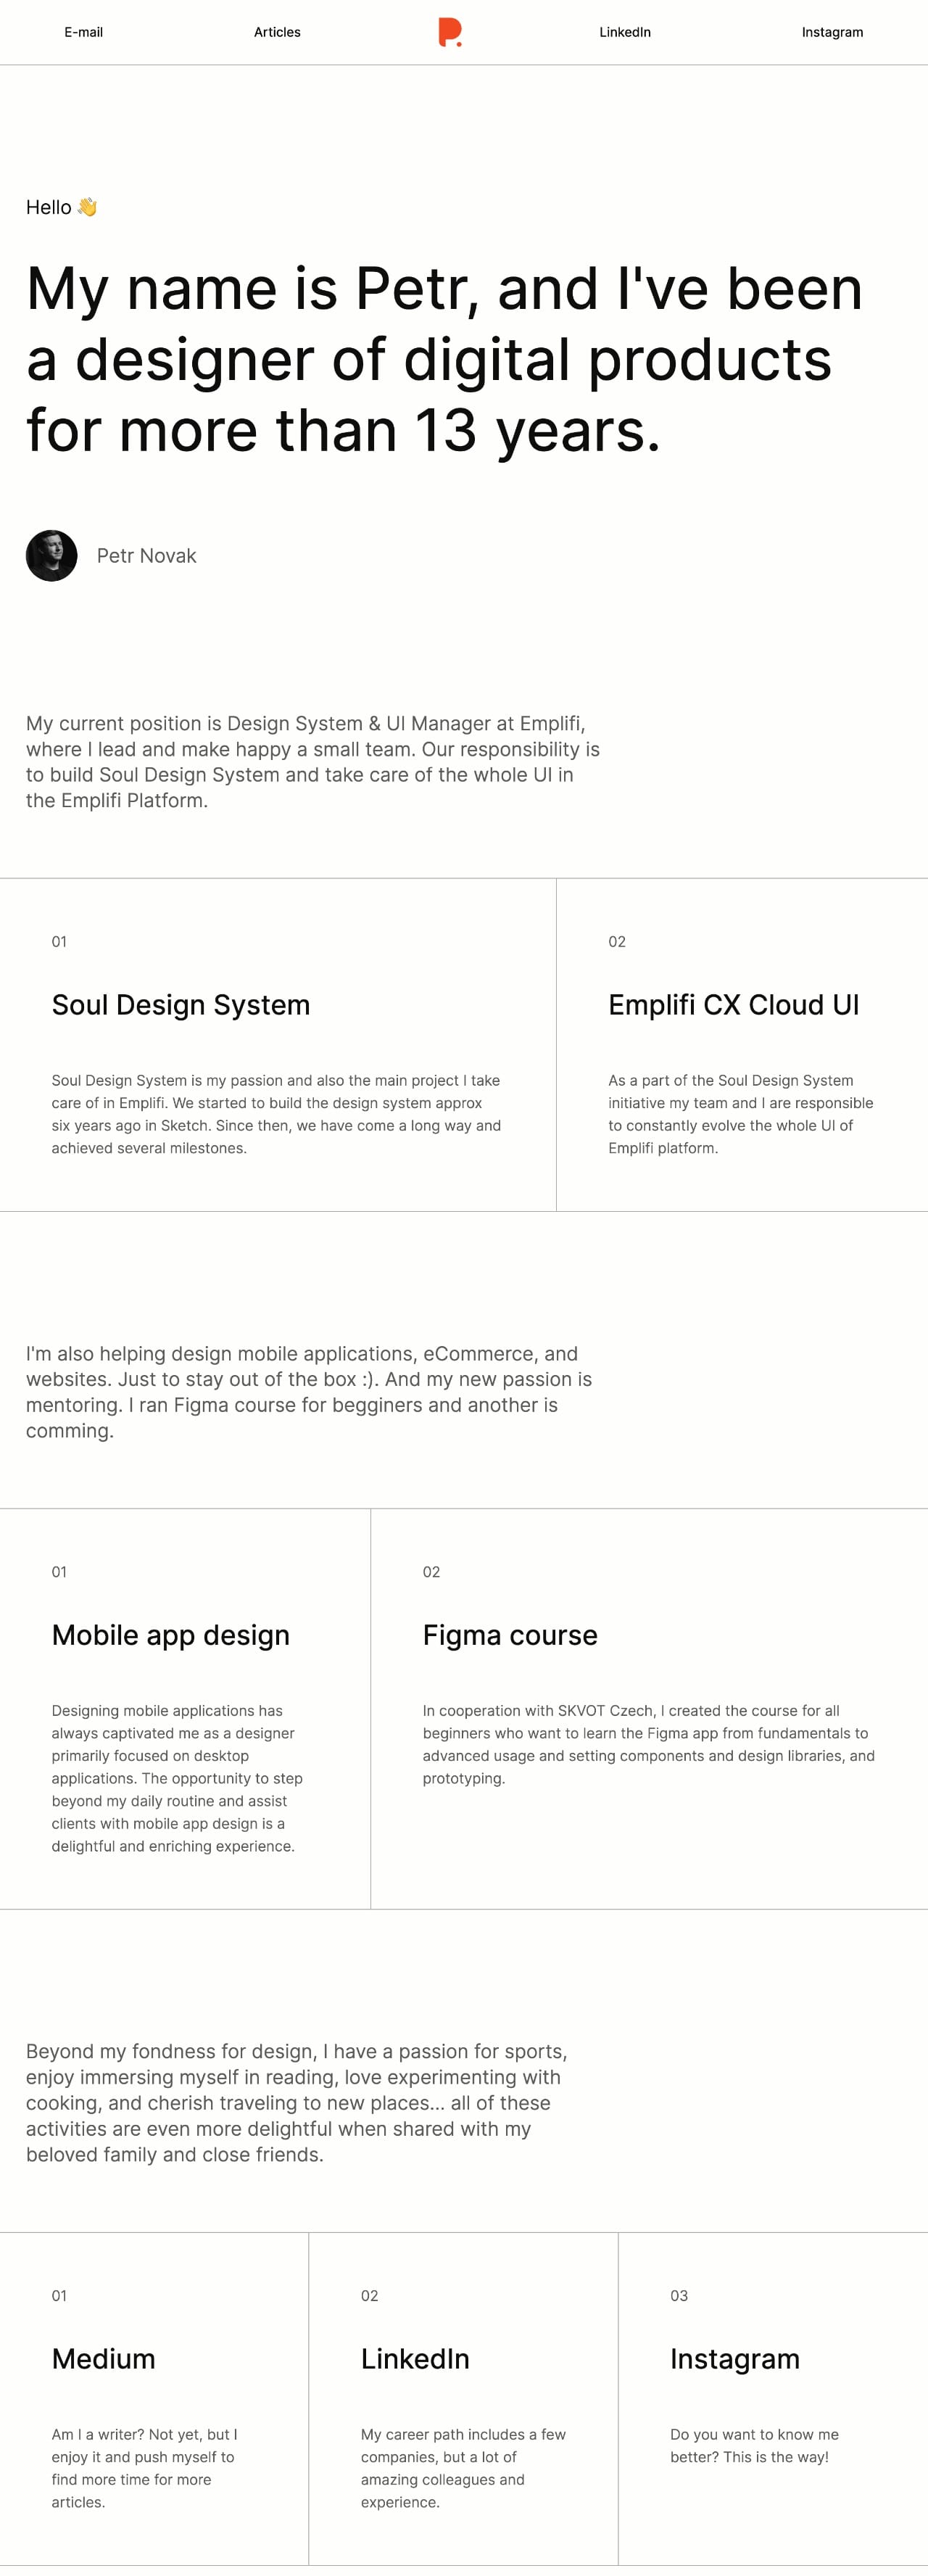 E-mail
Articles
P.
LinkedIn
Instagram
Hello 👋
My name is Petr, and I've been
a designer of digital products
for more than 13 years.
Petr Novak
My current position is Design System & UI Manager at Emplifi,
where I lead and make happy a small team. Our responsibility is
to build Soul Design System and take care of the whole UI in
the Emplifi Platform.
01
Soul Design System
Soul Design System is my passion and also the main project I take
care of in Emplifi. We started to build the design system approx
six years ago in Sketch. Since then, we have come a long way and
achieved several milestones.
02
Emplifi CX Cloud UI
As a part of the Soul Design System
initiative my team and I are responsible
to constantly evolve the whole UI of
Emplifi platform.
I'm also helping design mobile applications, eCommerce, and
websites. Just to stay out of the box :). And my new passion is
mentoring. I ran Figma course for begginers and another is
comming.
01
Mobile app design
Designing mobile applications has
always captivated me as a designer
primarily focused on desktop
applications. The opportunity to step
beyond my daily routine and assist
clients with mobile app design is a
delightful and enriching experience.
02
Figma course
In cooperation with SKVOT Czech, I created the course for all
beginners who want to learn the Figma app from fundamentals to
advanced usage and setting components and design libraries, and
prototyping.
Beyond my fondness for design, I have a passion for sports,
enjoy immersing myself in reading, love experimenting with
cooking, and cherish traveling to new places... all of these
activities are even more delightful when shared with my
beloved family and close friends.
01
Medium
Am I a writer? Not yet, but I
enjoy it and push myself to
find more time for more
articles.
02
LinkedIn
My career path includes a few
companies, but a lot of
amazing colleagues and
experience.
03
Instagram
Do you want to know me
better? This is the way!